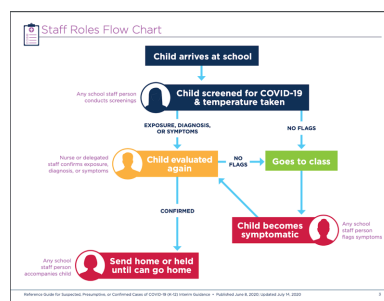 Staff Roles Flow Chart
Child arrives at school
Any school staff person
conducts screenings
Child screened for COVID-19
& temperature taken
EXPOSURE, DIAGNOSIS,
OR SYMPTOMS
NO FLAGS
Nurse or delegated
staff confirms exposure,
diagnosis, or symptoms
Child evaluated
again
NO
FLAGS
Goes to class
CONFIRMED
Child becomes
symptomatic
Any school
staff person
flags symptoms
Any school
staff person
accompanies child
Send home or held
until can go home
Reference Guide for Suspected, Presumptive, or Confirmed Cases of COVID-19 (K-12) Interim Guidance – Published June 8, 2020; Updated July 14, 2020